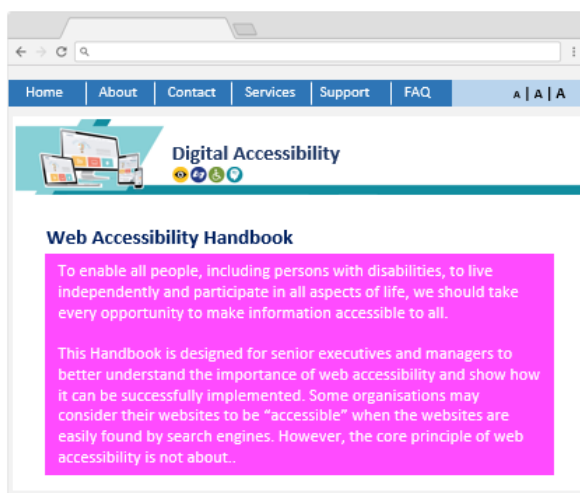 Home About Contact Services Support FAQ A | A | A
Digital Accessibility
Web Accessibility Handbook
To enable all people, including persons with disabilities, to live
independently and participate in all aspects of life, we should take
every opportunity to make information accessible to all.
This Handbook is designed for senior executives and managers to
better understand the importance of web accessibility and show how
it can be successfully implemented. Some organisations may
consider their websites to be “accessible” when the websites are
easily found by search engines. However, the core principle of web
accessibility is not about..